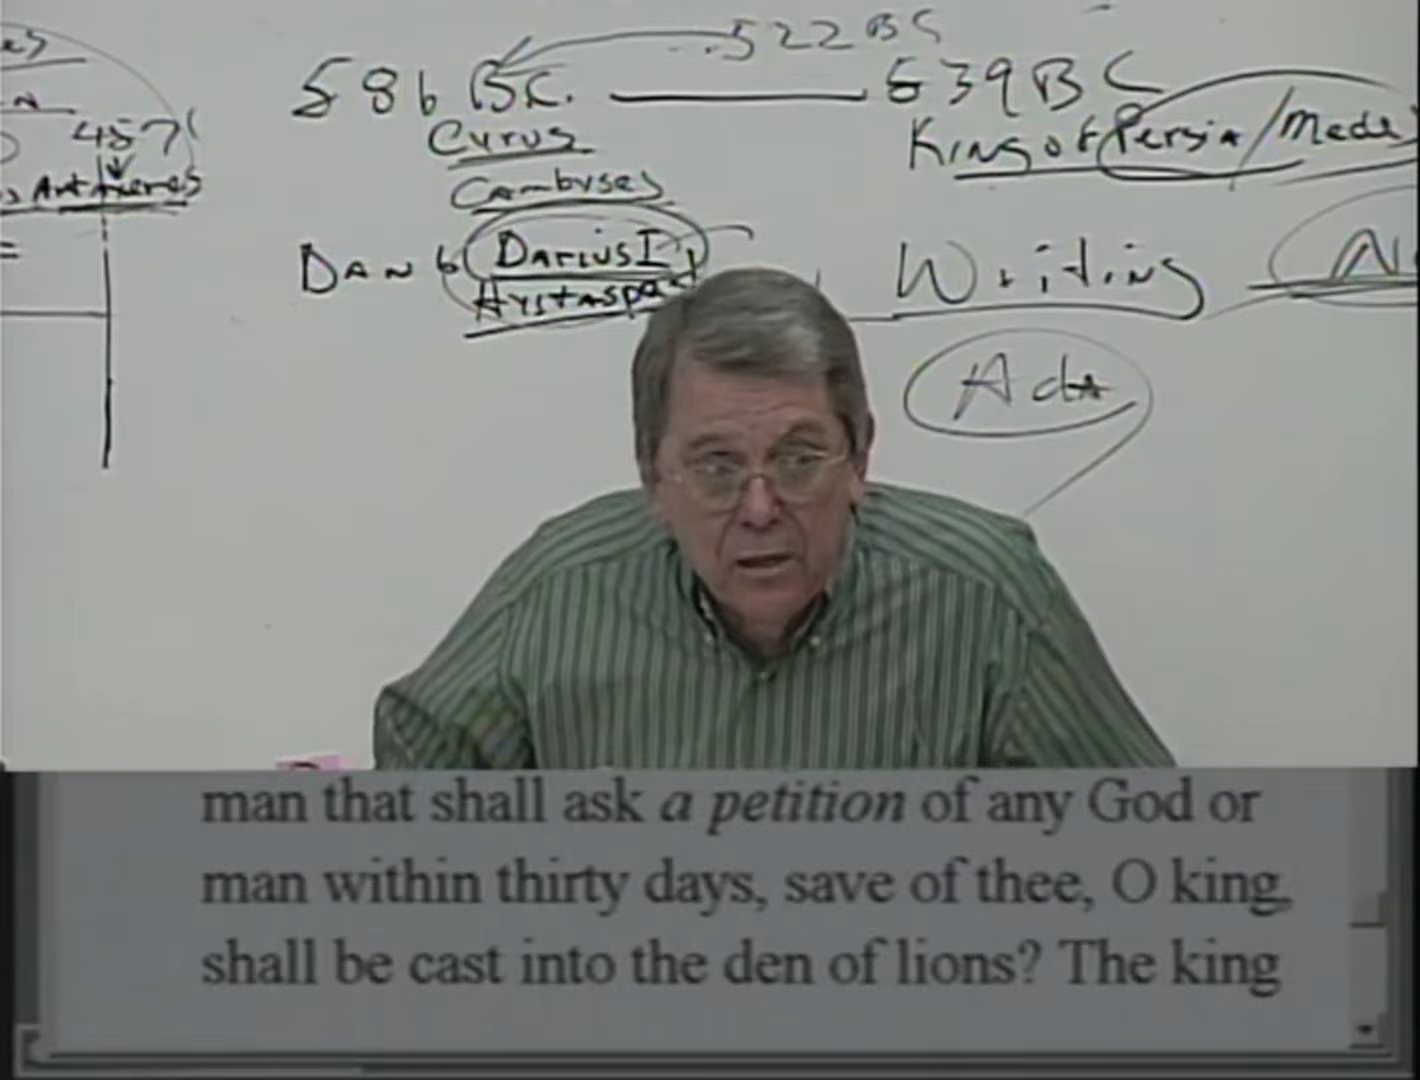 522 BC
586 BC. 539 BC
Cyrus
King of Persia/Mede
457
Cambyses
Dan 6 Darius I
Hystaspes
Writing
man that shall ask a petition of any God or
man within thirty days, save of thee, O king,
shall be cast into the den of lions? The king